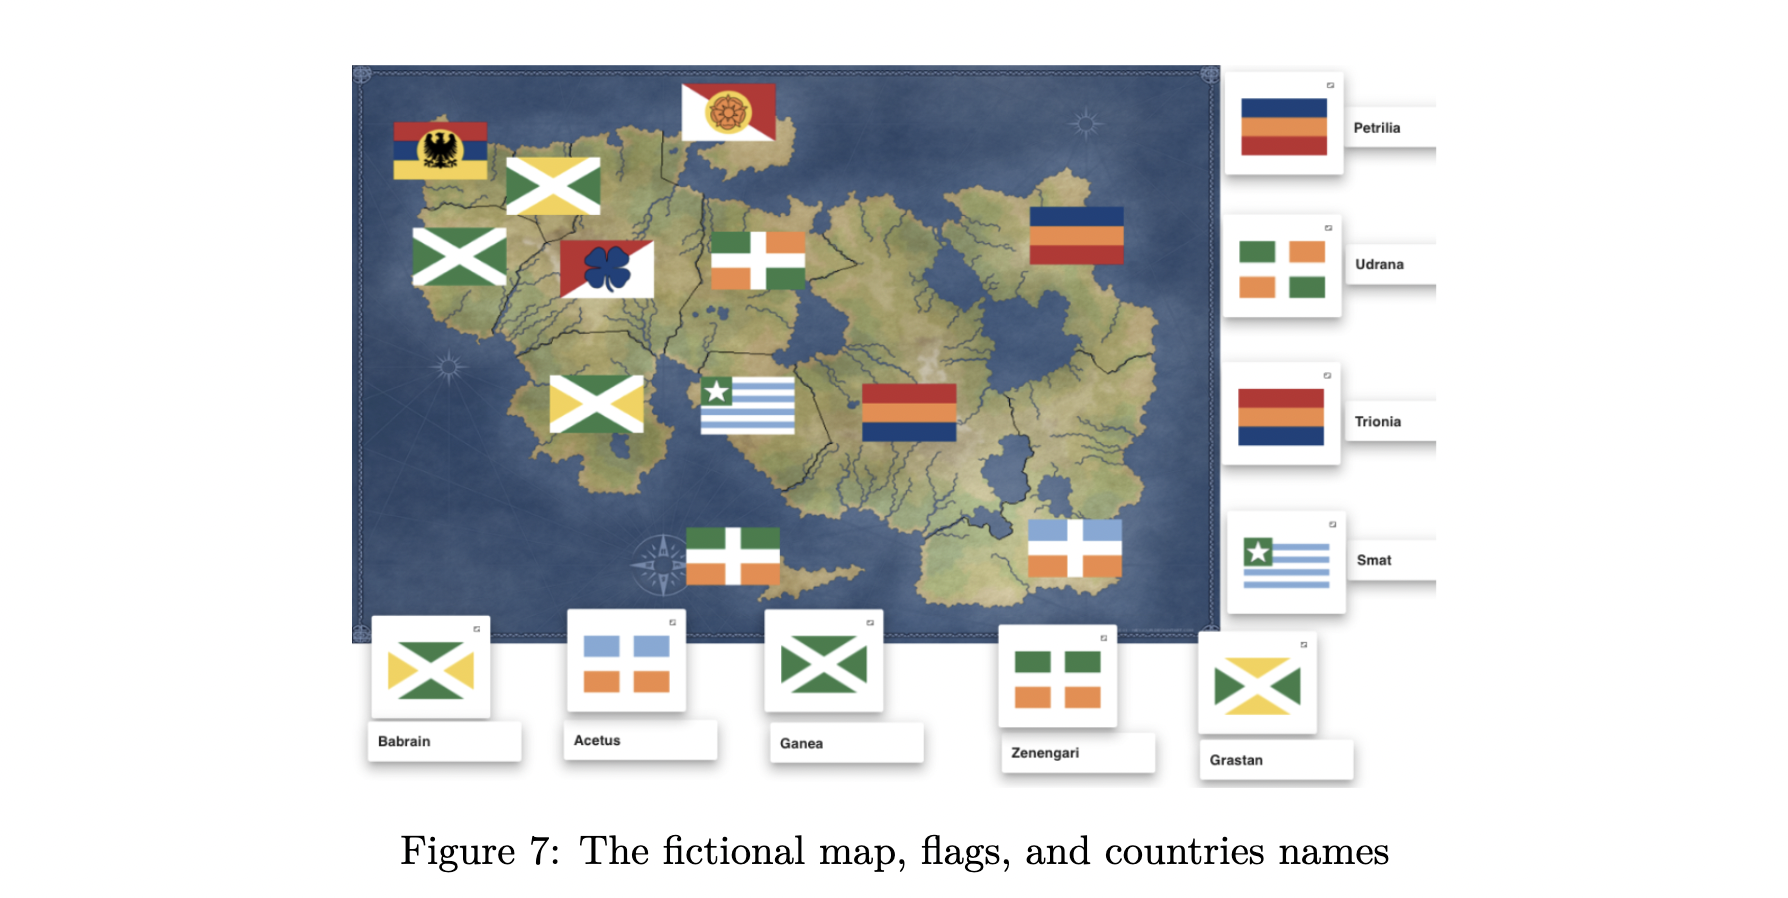 Petrilia
Udrana
Trionia
Smat
Babrain
Acetus
Ganea
Zenengari
Grastan
Figure 7: The fictional map, flags, and countries names